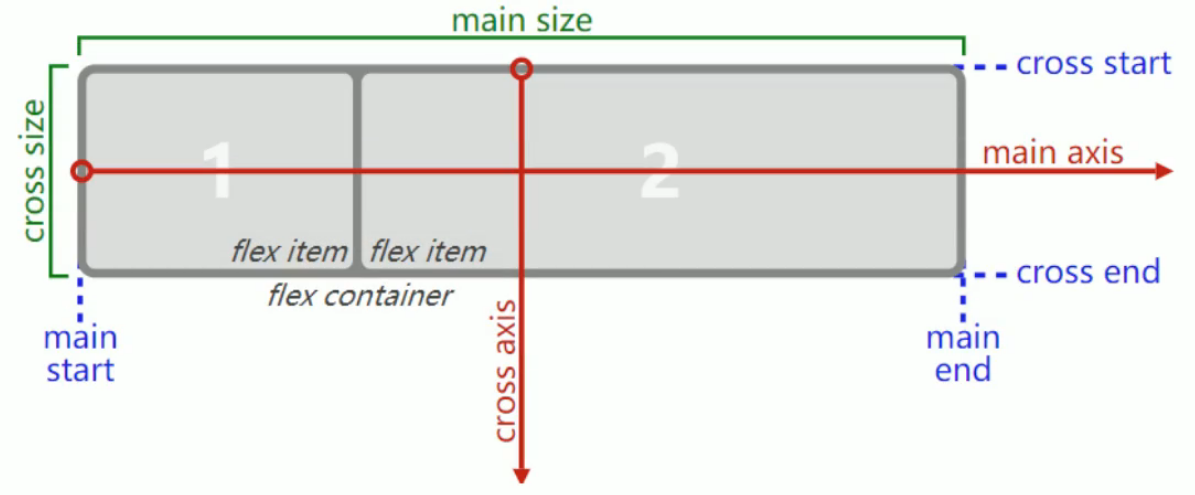 main size
cross start
cross size
main axis
1
2
flex item
flex item
cross end
flex container
cross axis
main
start
main
end